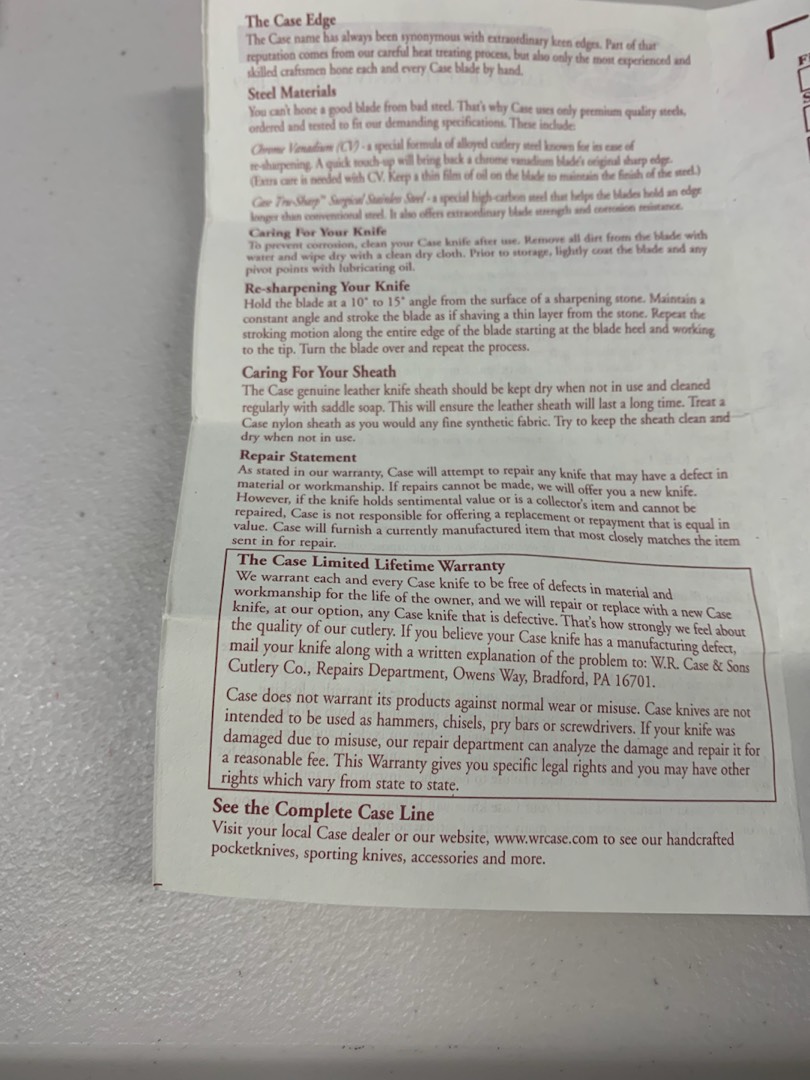 The Case Edge
The Case name has always been synonymous with extraordinary keen edges. Part of that
reputation comes from our careful heat treating process, but also only the most experienced and
skilled craftsmen hone each and every Case blade by hand.
Steel Materials
You can't hone a good blade from bad steel. That's why Case uses only premium quality steels,
ordered and tested to fit our demanding specifications. These include:
Chrome Vanadium (CV) - a special formula of alloyed cutlery steel known for its ease of
re-sharpening. A quick touch-up will bring back a chrome vanadium blade's original sharp edge.
(Extra care is needed with CV. Keep a thin film of oil on the blade to maintain the finish of the steel.)
Case Tru-Sharp™ Surgical Stainless Steel - a special high-carbon steel that helps the blades hold an edge
longer than conventional steel. It also offers extraordinary blade strength and corrosion resistance.
Caring For Your Knife
To prevent corrosion, clean your Case knife after use. Remove all dirt from the blade with
water and wipe dry with a clean dry cloth. Prior to storage, lightly coat the blade and any
pivot points with lubricating oil.
Re-sharpening Your Knife
Hold the blade at a 10° to 15° angle from the surface of a sharpening stone. Maintain a
constant angle and stroke the blade as if shaving a thin layer from the stone. Repeat the
stroking motion along the entire edge of the blade starting at the blade heel and working
to the tip. Turn the blade over and repeat the process.
Caring For Your Sheath
The Case genuine leather knife sheath should be kept dry when not in use and cleaned
regularly with saddle soap. This will ensure the leather sheath will last a long time. Treat a
Case nylon sheath as you would any fine synthetic fabric. Try to keep the sheath clean and
dry when not in use.
Repair Statement
As stated in our warranty, Case will attempt to repair any knife that may have a defect in
material or workmanship. If repairs cannot be made, we will offer you a new knife.
However, if the knife holds sentimental value or is a collector's item and cannot be
repaired, Case is not responsible for offering a replacement or repayment that is equal in
value. Case will furnish a currently manufactured item that most closely matches the item
sent in for repair.
The Case Limited Lifetime Warranty
We warrant each and every Case knife to be free of defects in material and
workmanship for the life of the owner, and we will repair or replace with a new Case
knife, at our option, any Case knife that is defective. That's how strongly we feel about
the quality of our cutlery. If you believe your Case knife has a manufacturing defect,
mail your knife along with a written explanation of the problem to: W.R. Case & Sons
Cutlery Co., Repairs Department, Owens Way, Bradford, PA 16701.
Case does not warrant its products against normal wear or misuse. Case knives are not
intended to be used as hammers, chisels, pry bars or screwdrivers. If your knife was
damaged due to misuse, our repair department can analyze the damage and repair it for
a reasonable fee. This Warranty gives you specific legal rights and you may have other
rights which vary from state to state.
See the Complete Case Line
Visit your local Case dealer or our website, www.wrcase.com to see our handcrafted
pocketknives, sporting knives, accessories and more.